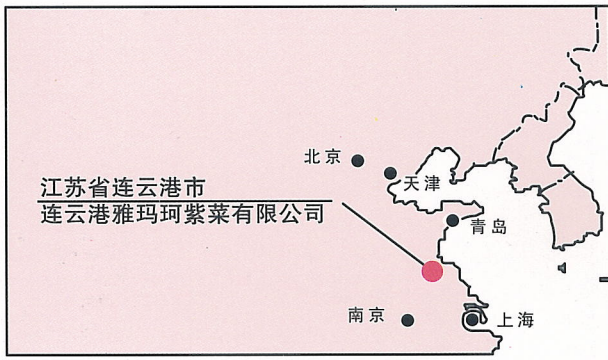 北京
天津
江苏省连云港市
连云港雅玛珂紫菜有限公司
青岛
南京
上海